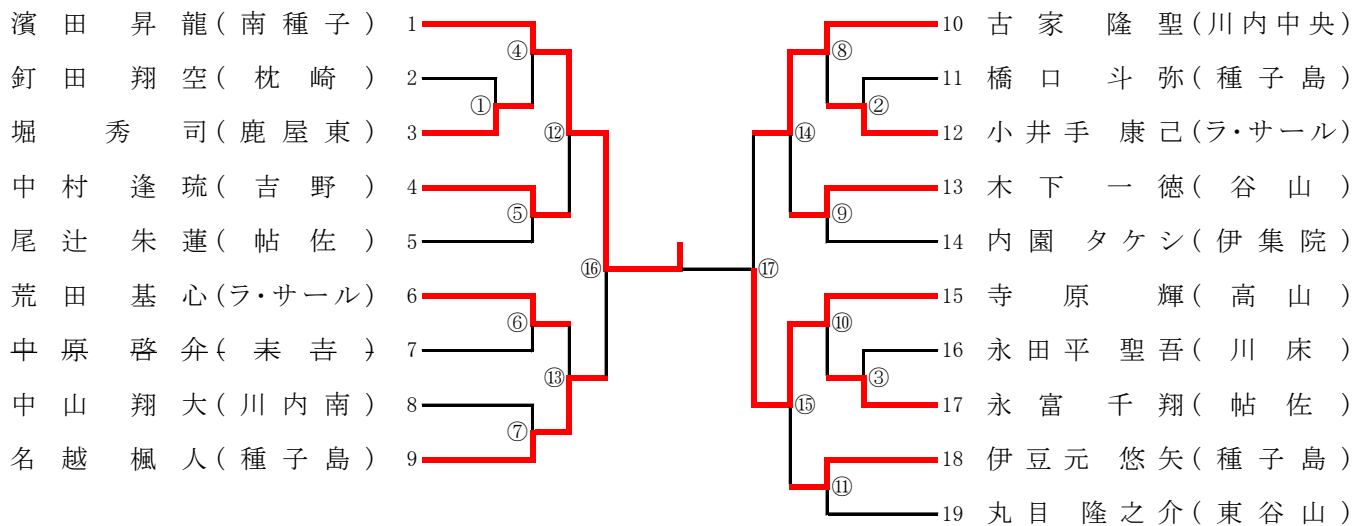 濱田 昇龍(南種子) 1
④
釘田 翔空(枕崎) 2
①
堀 秀司(鹿屋東) 3
⑫
中村 逢琉(吉野) 4
⑤
尾辻 朱蓮(帖佐) 5
⑯
荒田 基心(ラ・サール) 6
⑥
中原 啓介(末吉) 7
⑬
中山 翔大(川内南) 8
⑦
名越 楓人(種子島) 9
10 古家 隆聖(川内中央)
⑧
11 橋口 斗弥(種子島)
②
12 小井手 康己(ラ・サール)
⑭
13 木下 一徳(谷山)
⑨
14 内園 タケシ(伊集院)
⑰
15 寺原 輝(高山)
⑩
16 永田平 聖吾(川床)
③
17 永富 千翔(帖佐)
⑮
18 伊豆元 悠矢(種子島)
⑪
19 丸目 隆之介(東谷山)